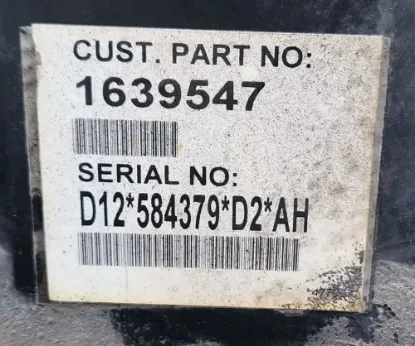 CUST. PART NO:
1639547
SERIAL NO:
D12*584379*D2*AH